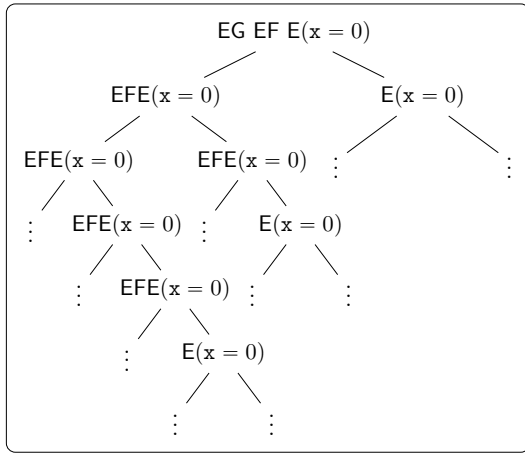 EG EF E(x = 0)
EFE(x = 0) E(x = 0)
EFE(x = 0) EFE(x = 0) ⋮ ⋮
⋮ EFE(x = 0) ⋮ E(x = 0)
⋮ EFE(x = 0) ⋮ ⋮
⋮ E(x = 0)
⋮ ⋮